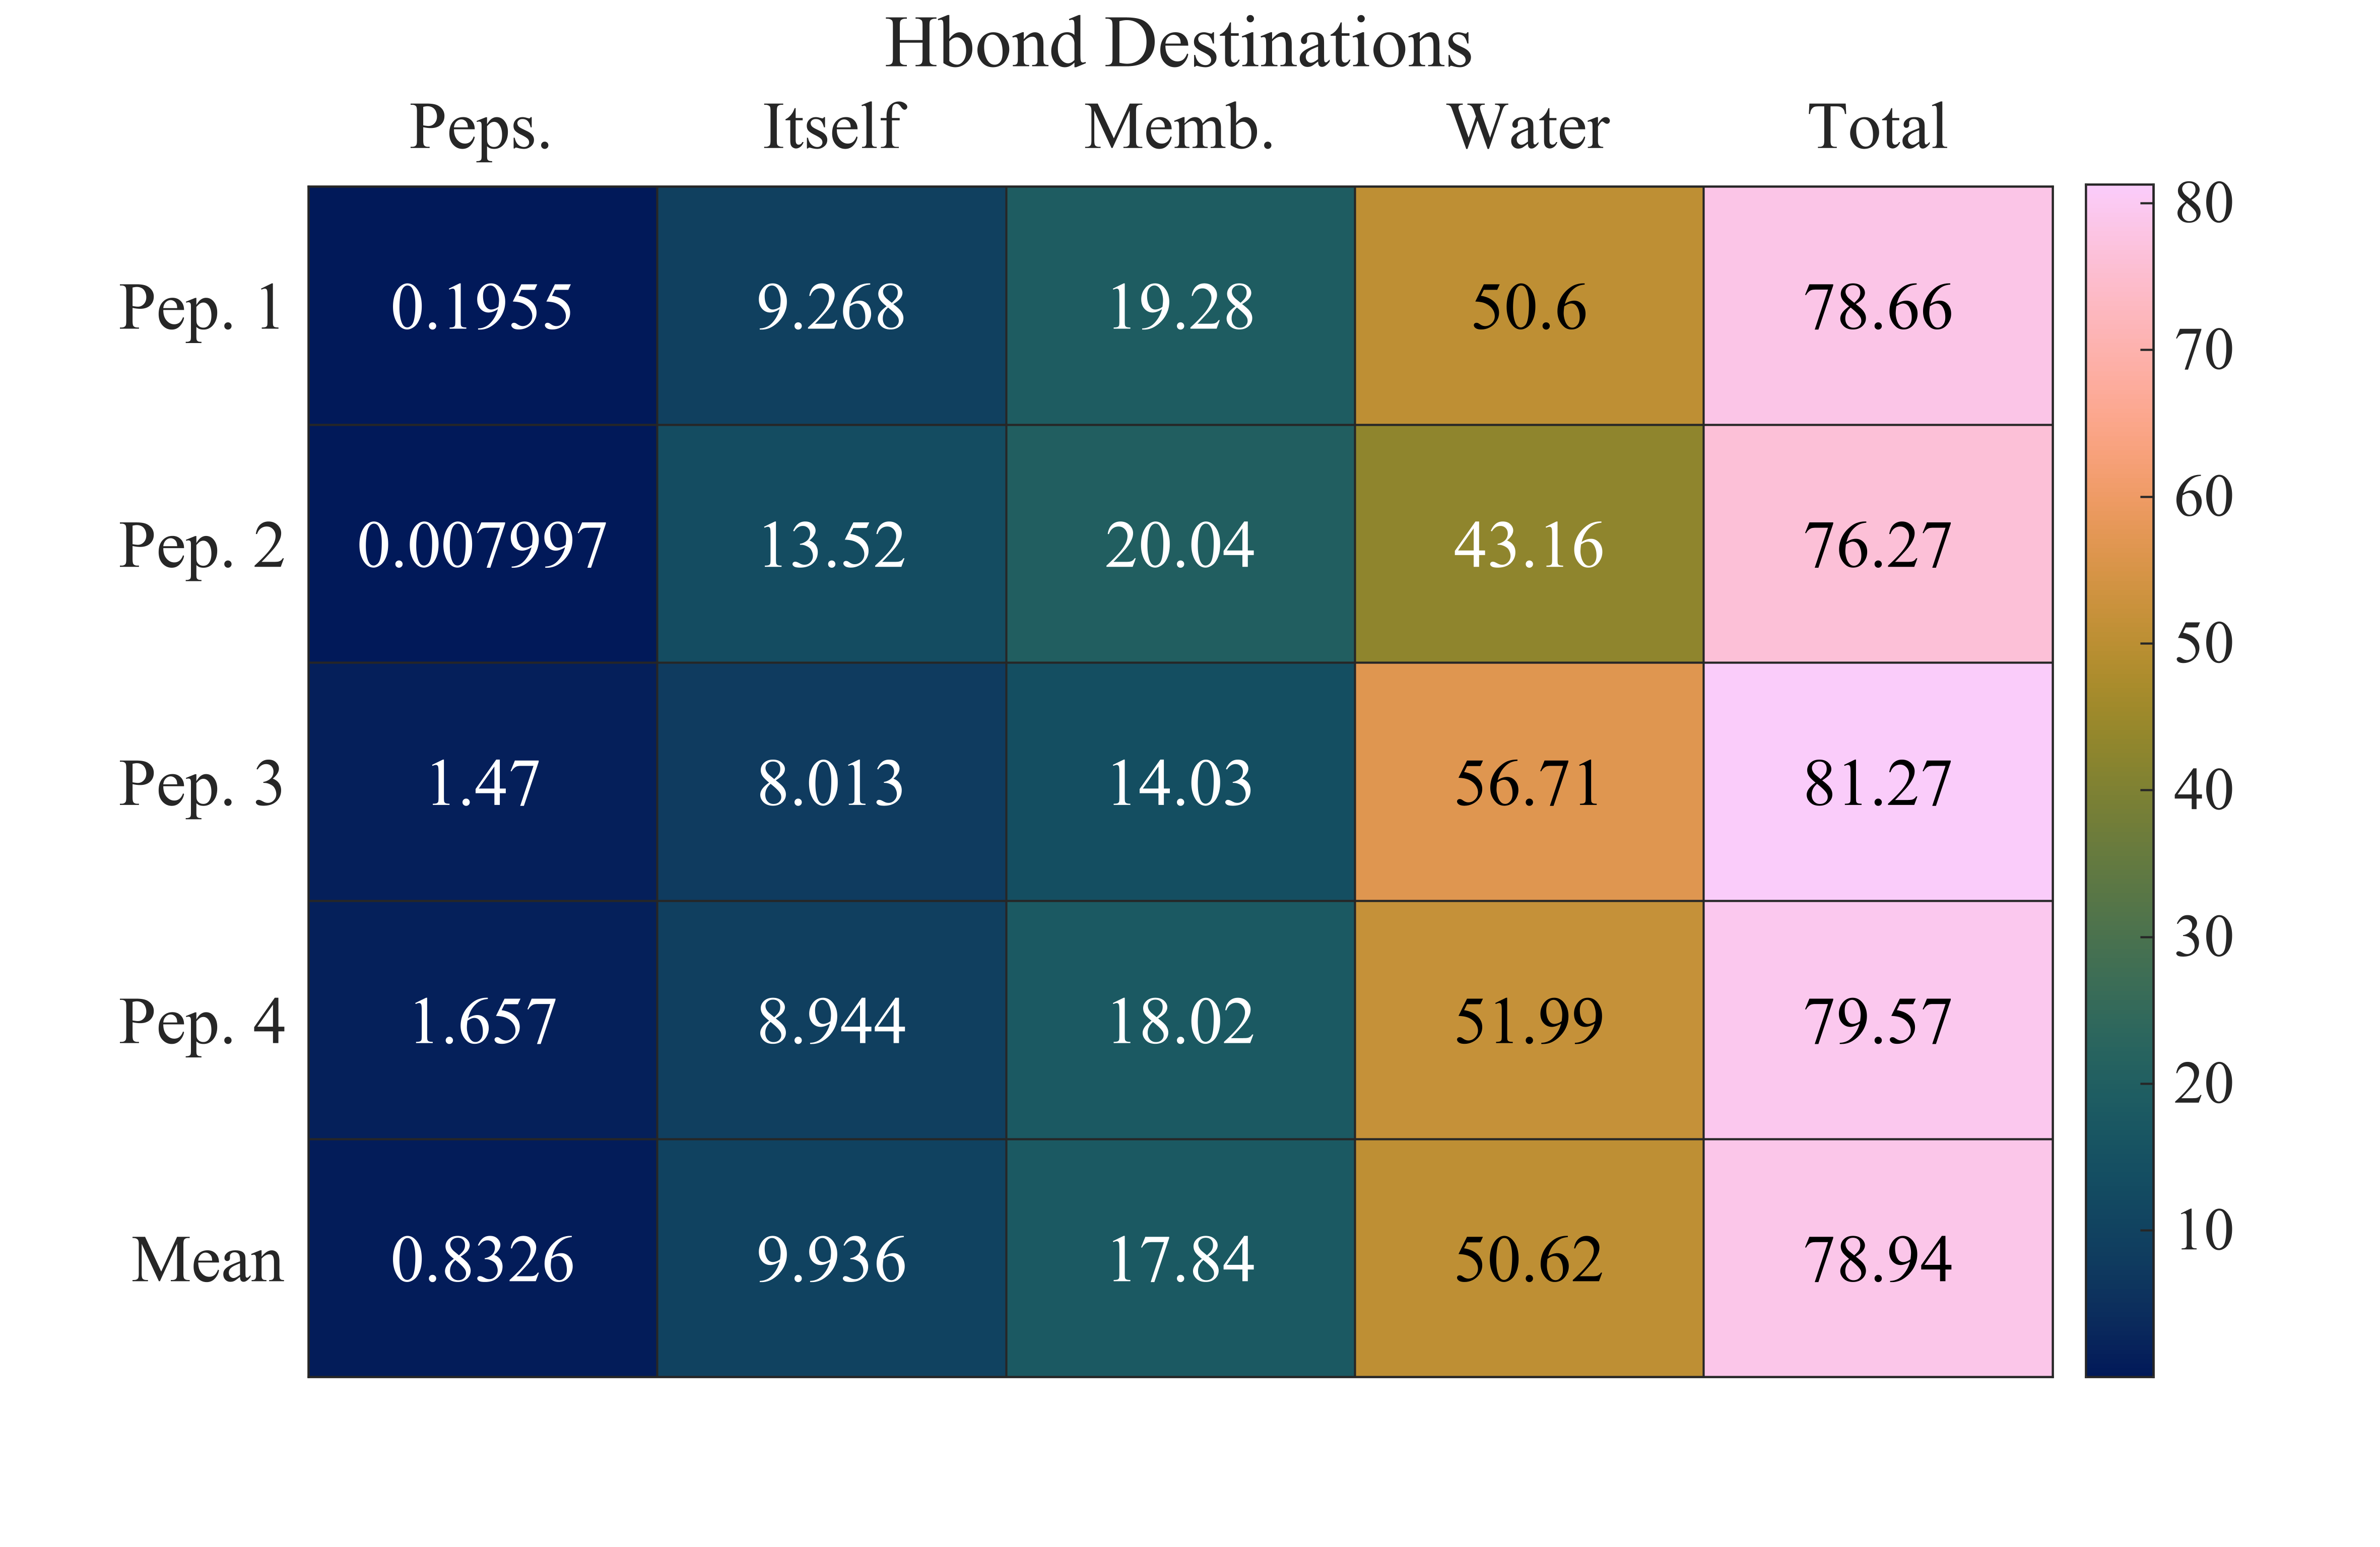 Hbond Destinations
Peps. Itself Memb. Water Total
Pep. 1 0.1955 9.268 19.28 50.6 78.66
Pep. 2 0.007997 13.52 20.04 43.16 76.27
Pep. 3 1.47 8.013 14.03 56.71 81.27
Pep. 4 1.657 8.944 18.02 51.99 79.57
Mean 0.8326 9.936 17.84 50.62 78.94
80
70
60
50
40
30
20
10